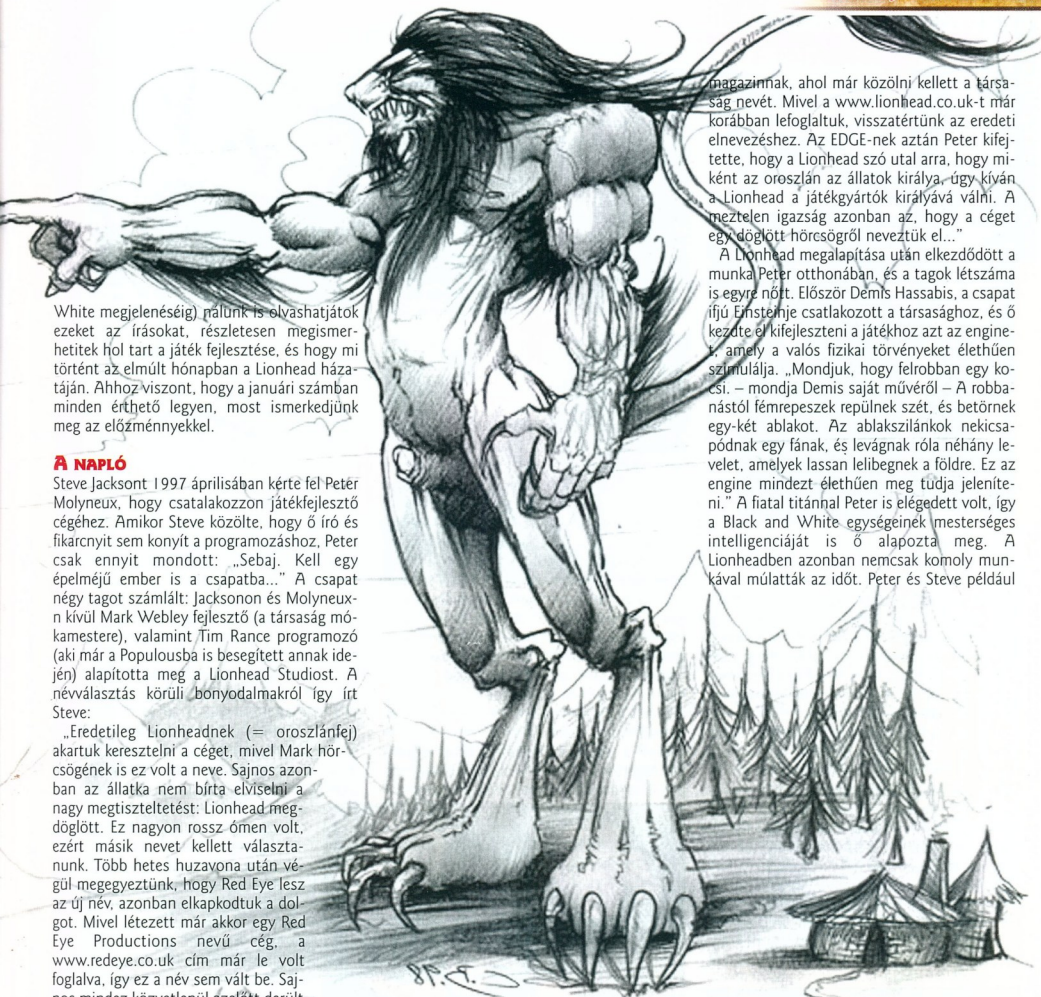 White megjelenéséig) nálunk is olvashatjátok
ezeket az írásokat, részletesen megismer-
hetitek hol tart a játék fejlesztése, és hogy mi
történt az elmúlt hónapban a Lionhead háza-
táján. Ahhoz viszont, hogy a januári számban
minden érthető legyen, most ismerkedjünk
meg az előzménnyekkel.
A NAPLÓ
Steve Jacksont 1997 áprilisában kérte fel Peter
Molyneux, hogy csatalakozzon játékfejlesztő
cégéhez. Amikor Steve közölte, hogy ő író és
fikarcnyit sem konyít a programozáshoz, Peter
csak ennyit mondott: „Sebaj. Kell egy
épelméjű ember is a csapatba...” A csapat
négy tagot számlált: Jacksonon és Molyneux-
n kívül Mark Webley fejlesztő (a társaság mó-
kamestere), valamint Tim Rance programozó
(aki már a Populousba is besegített annak ide-
jén) alapította meg a Lionhead Studiost. A
névválasztás körüli bonyodalmakról így írt
Steve:
„Eredetileg Lionheadnek (= oroszlánfej)
akartuk keresztelni a céget, mivel Mark hör-
csögének is ez volt a neve. Sajnos azon-
ban az állatka nem bírta elviselni a
nagy megtiszteltetést: Lionhead meg-
döglött. Ez nagyon rossz ómen volt,
ezért másik nevet kellett választa-
nunk. Több hetes huzavona után vé-
gül megegyeztünk, hogy Red Eye lesz
az új név, azonban elkapkodtuk a dol-
got. Mivel létezett már akkor egy Red
Eye Productions nevű cég, a
www.redeye.co.uk cím már le volt
foglalva, így ez a név sem vált be. Saj-
nos mindez közvetlenül azelőtt derült
magazinnak, ahol már közölni kellett a társa-
ság nevét. Mivel a www.lionhead.co.uk-t már
korábban lefoglaltuk, visszatértünk az eredeti
elnevezéshez. Az EDGE-nek aztán Peter kifej-
tette, hogy a Lionhead szó utal arra, hogy mi-
ként az oroszlán az állatok királya, úgy kíván
a Lionhead a játékgyártók királyává válni. A
meztelen igazság azonban az, hogy a céget
egy döglött hörcsögről neveztük el...”
A Lionhead megalapítása után elkezdődött a
munka Peter otthonában, és a tagok létszáma
is egyre nőtt. Először Demis Hassabis, a csapat
ifjú Einsteinje csatlakozott a társasághoz, és ő
kezdte el kifejleszteni a játékhoz azt az engine-
t, amely a valós fizikai törvényeket élethűen
szimulálja. „Mondjuk, hogy felrobban egy ko-
csi. – mondja Demis saját művéről – A robba-
nástól fémrepeszek repülnek szét, és betörnek
egy-két ablakot. Az ablakszilánkok nekicsa-
pódnak egy fának, és levágnak róla néhány le-
velet, amelyek lassan lelibegnek a földre. Ez az
engine mindezt élethűen meg tudja jeleníte-
ni.” A fiatal titánnal Peter is elégedett volt, így
a Black and White egységeinek mesterséges
intelligenciáját is ő alapozta meg. A
Lionheadben azonban nemcsak komoly mun-
kával múlatták az időt. Peter és Steve például